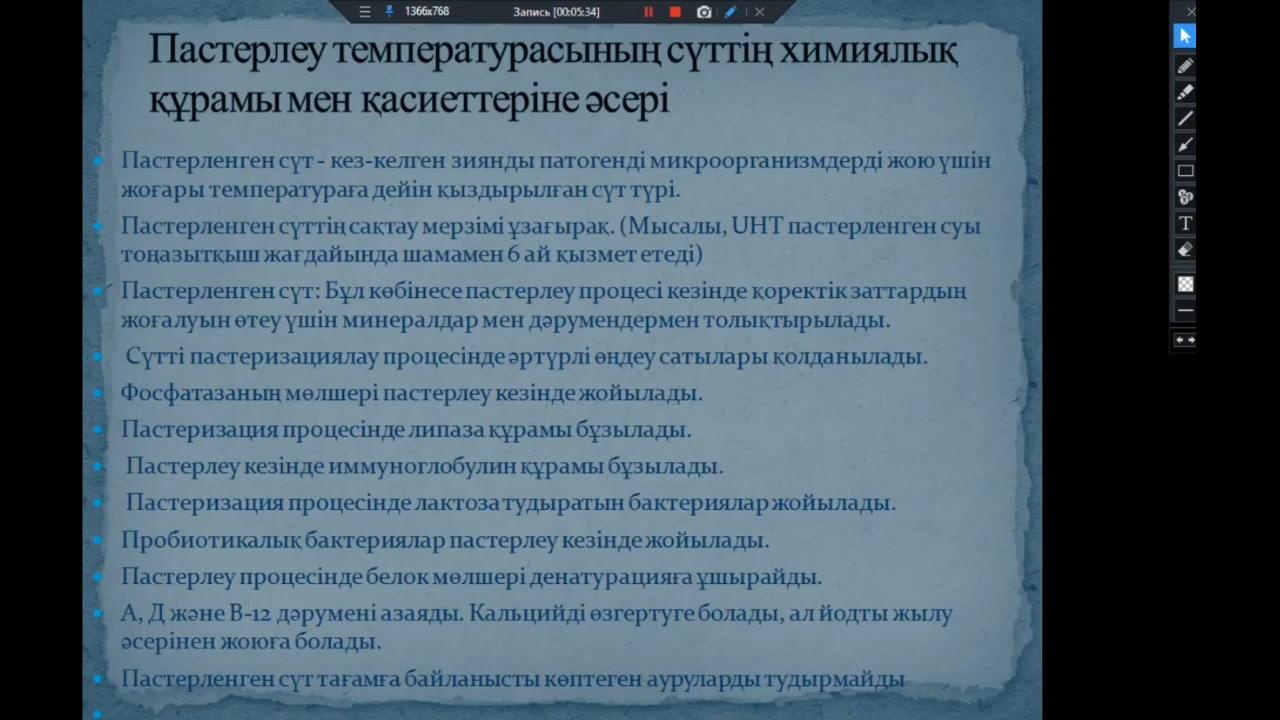 1366x768 Запись [00:05:34]
Пастерлеу температурасының сүттің химиялық
құрамы мен қасиеттеріне әсері
Пастерленген сүт - кез-келген зиянды патогенді микроорганизмдерді жою үшін
жоғары температураға дейін қыздырылған сүт түрі.
Пастерленген сүттің сақтау мерзімі ұзағырақ. (Мысалы, UHT пастерленген суы
тоңазытқыш жағдайында шамамен 6 ай қызмет етеді)
Пастерленген сүт: Бұл көбінесе пастерлеу процесі кезінде қоректік заттардың
жоғалуын өтеу үшін минералдар мен дәрумендермен толықтырылады.
Сүтті пастеризациялау процесінде әртүрлі өңдеу сатылары қолданылады.
Фосфатазаның мөлшері пастерлеу кезінде жойылады.
Пастеризация процесінде липаза құрамы бұзылады.
Пастерлеу кезінде иммуноглобулин құрамы бұзылады.
Пастеризация процесінде лактоза тудыратын бактериялар жойылады.
Пробиотикалық бактериялар пастерлеу кезінде жойылады.
Пастерлеу процесінде белок мөлшері денатурацияға ұшырайды.
А, Д және В-12 дәрумені азаяды. Кальцийді өзгертуге болады, ал йодты жылу
әсерінен жоюға болады.
Пастерленген сүт тағамға байланысты көптеген ауруларды тудырмайды